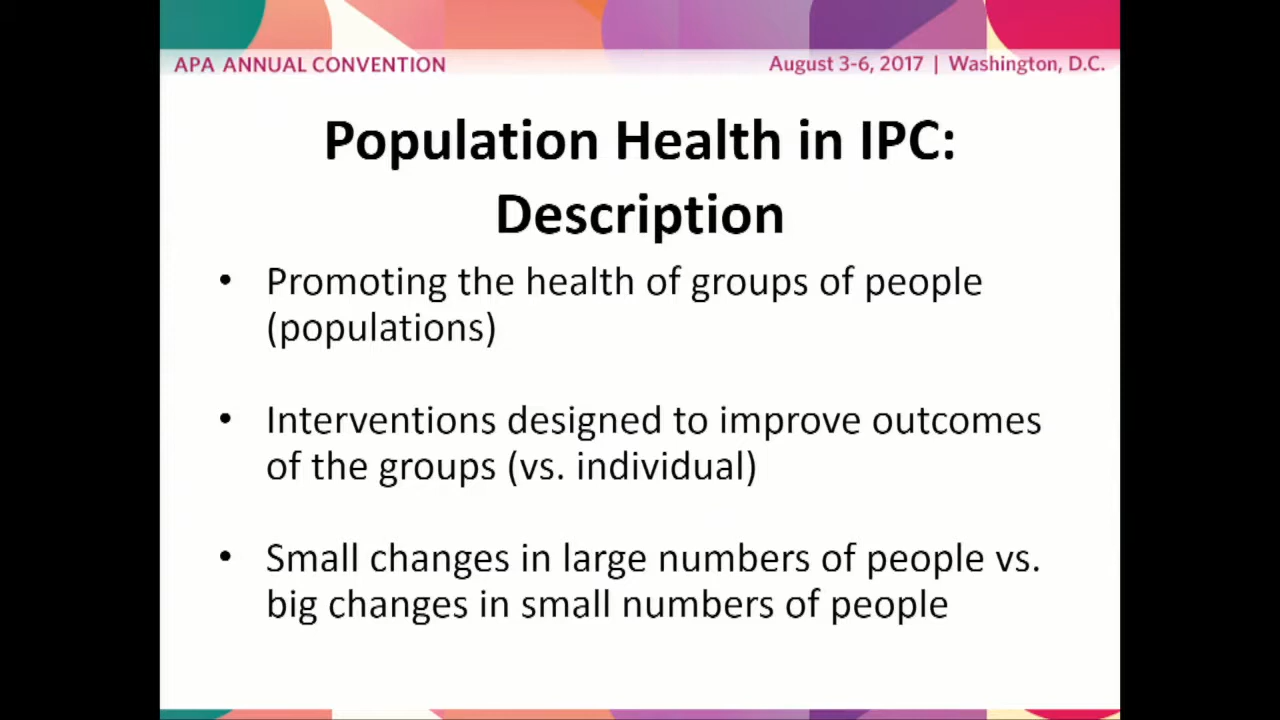 APA ANNUAL CONVENTION
August 3-6, 2017 | Washington, D.C.
Population Health in IPC:
Description
• Promoting the health of groups of people
(populations)
• Interventions designed to improve outcomes
of the groups (vs. individual)
• Small changes in large numbers of people vs.
big changes in small numbers of people